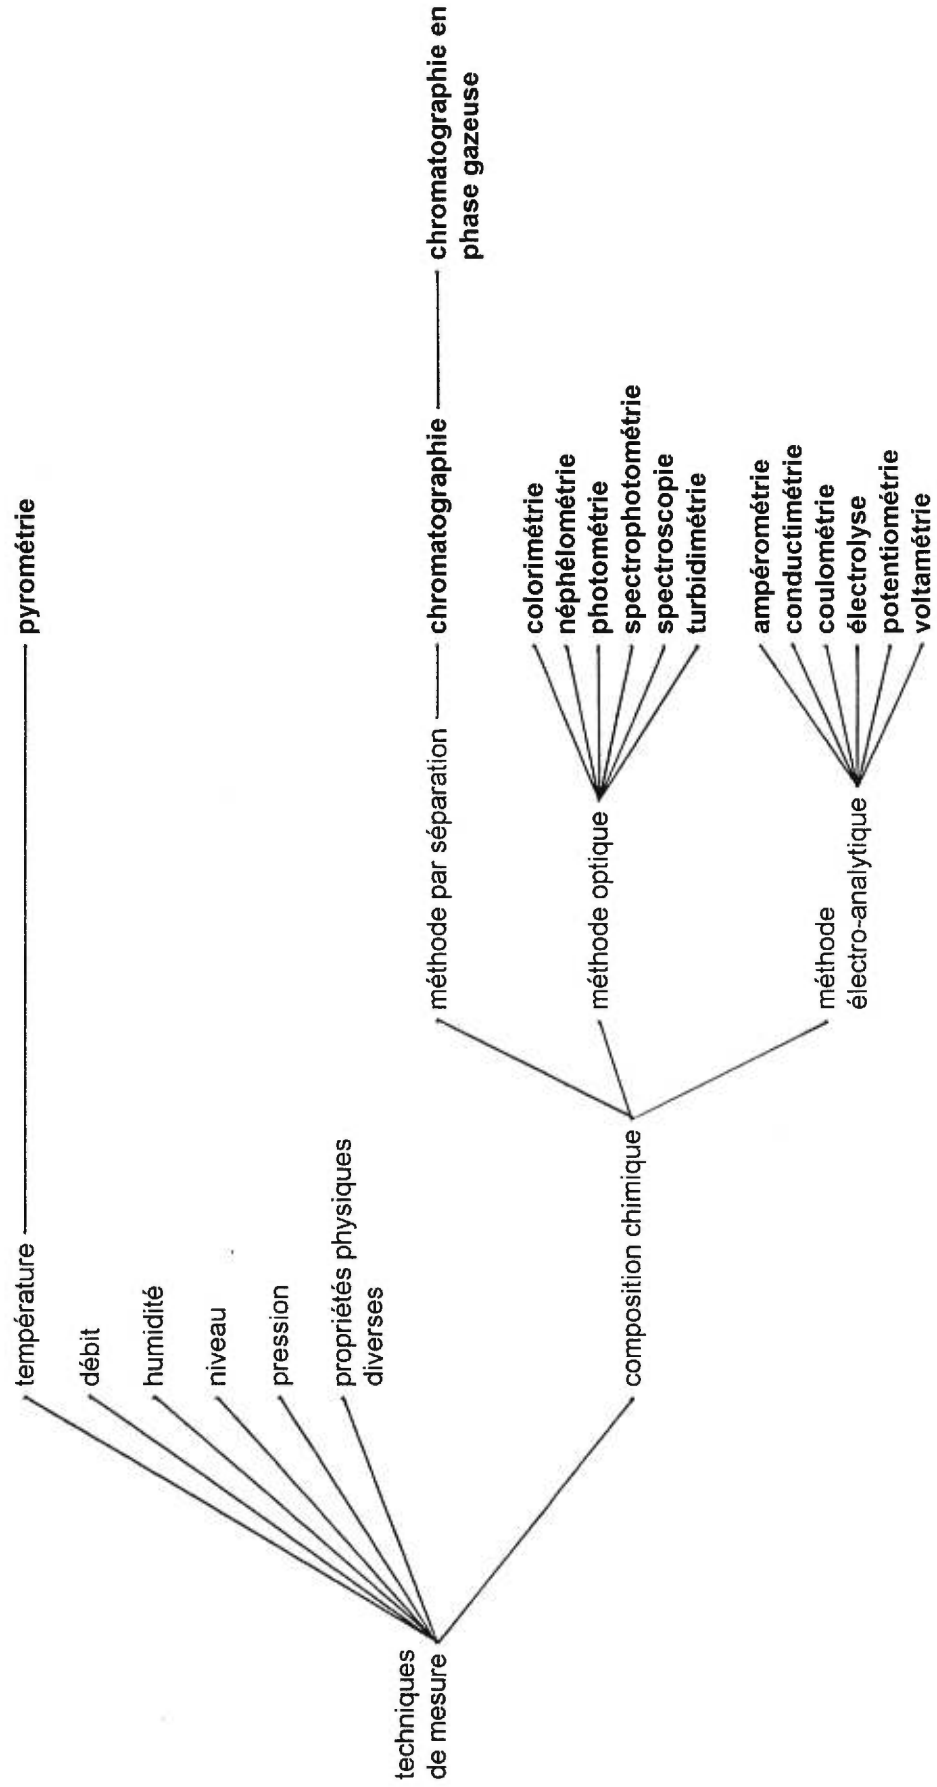 techniques
de mesure
température
pyrométrie
débit
humidité
niveau
pression
propriétés physiques
diverses
composition chimique
méthode par séparation
chromatographie
chromatographie en
phase gazeuse
méthode optique
colorimétrie
néphélométrie
photométrie
spectrophotométrie
spectroscopie
turbidimétrie
méthode
électro-analytique
ampérométrie
conductimétrie
coulométrie
électrolyse
potentiométrie
voltamétrie